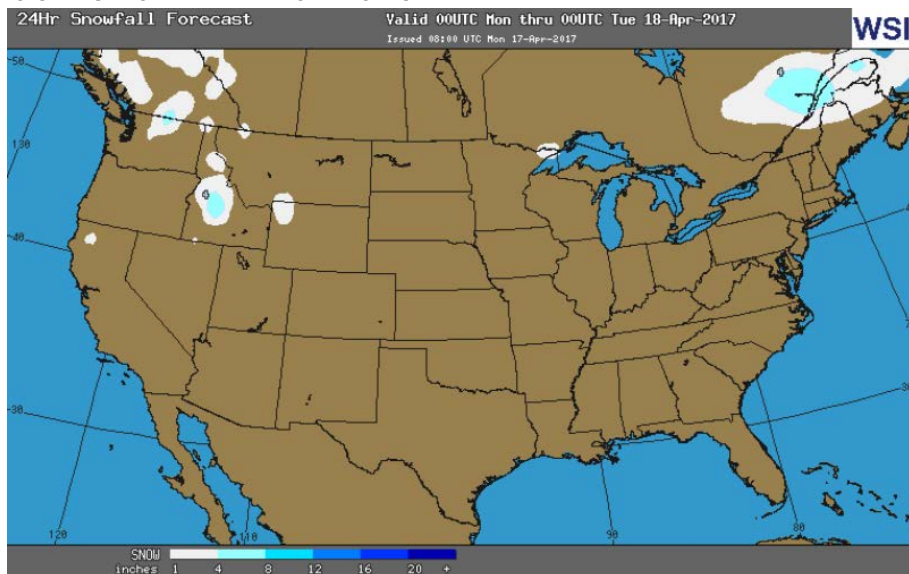 24Hr Snowfall Forecast
Valid 00UTC Mon thru 00UTC Tue 18-Apr-2017
Issued 08:00 UTC Mon 17-Apr-2017
WSI
50
130
40
30
120
110
90
80
SNOW
inches 1 4 8 12 16 20 +